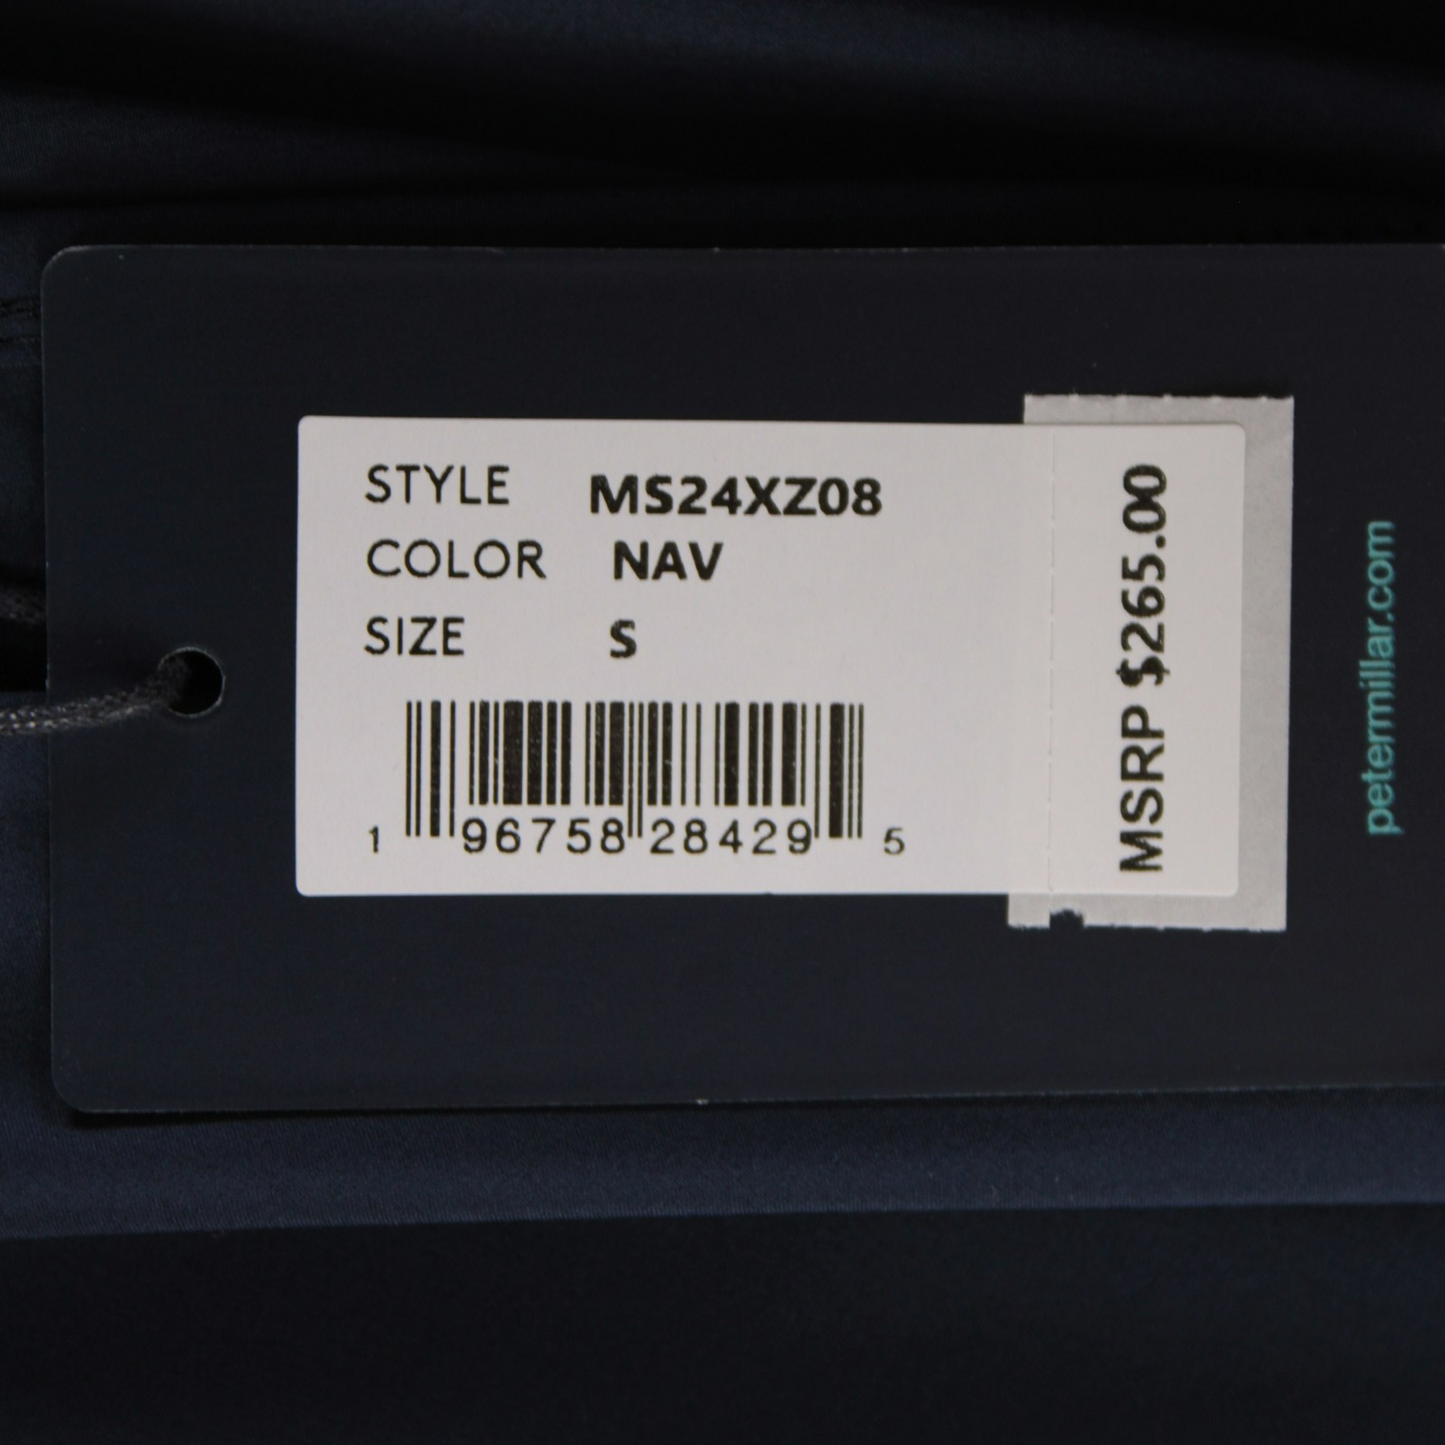 STYLE MS24XZ08
COLOR NAV
SIZE S
1 96758 28429 5
MSRP $265.00
petermillar.com